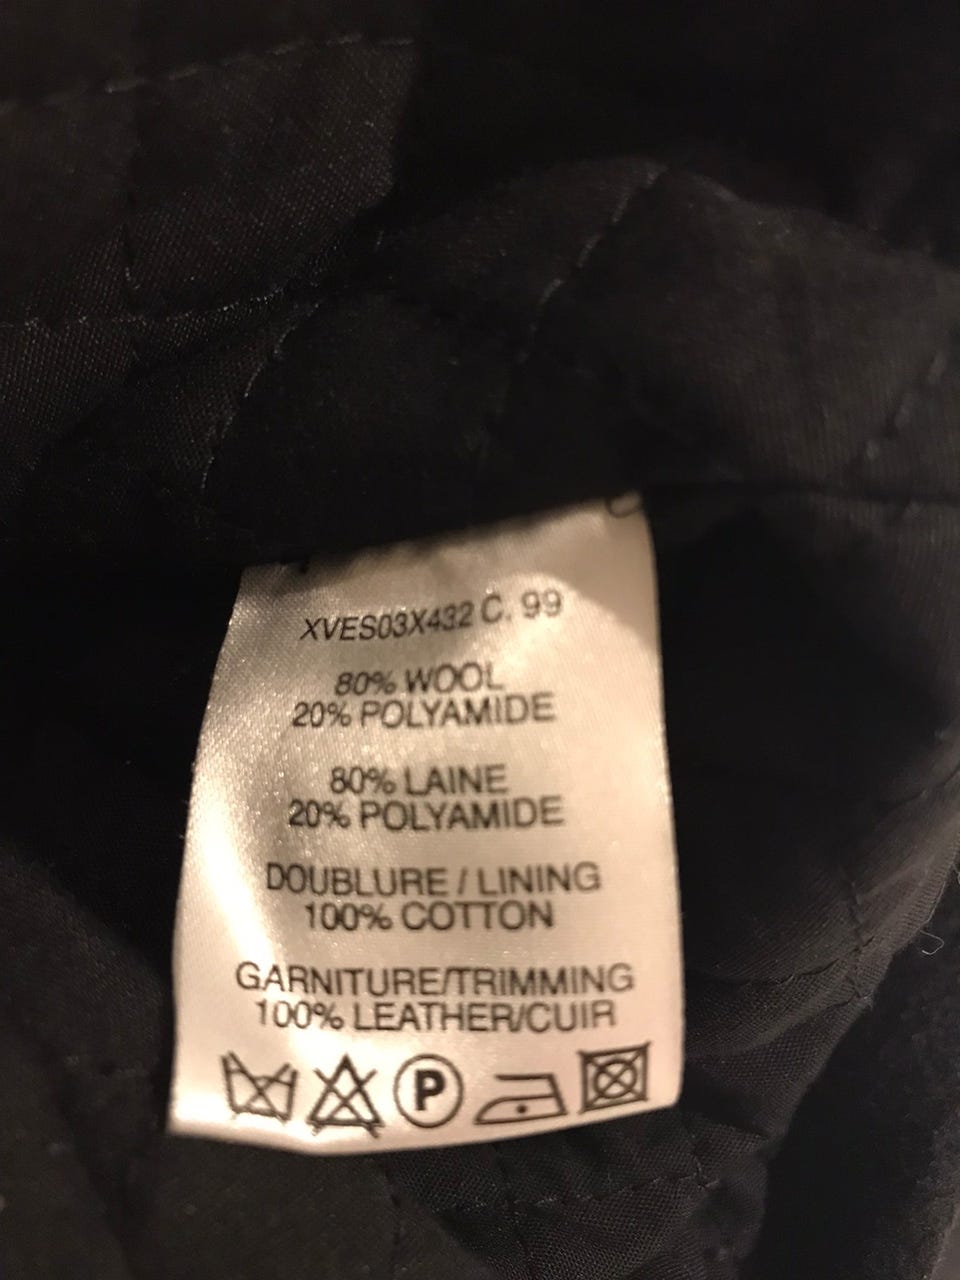 XVES03X432 C. 99
80% WOOL
20% POLYAMIDE
80% LAINE
20% POLYAMIDE
DOUBLURE / LINING
100% COTTON
GARNITURE/TRIMMING
100% LEATHER/CUIR
P